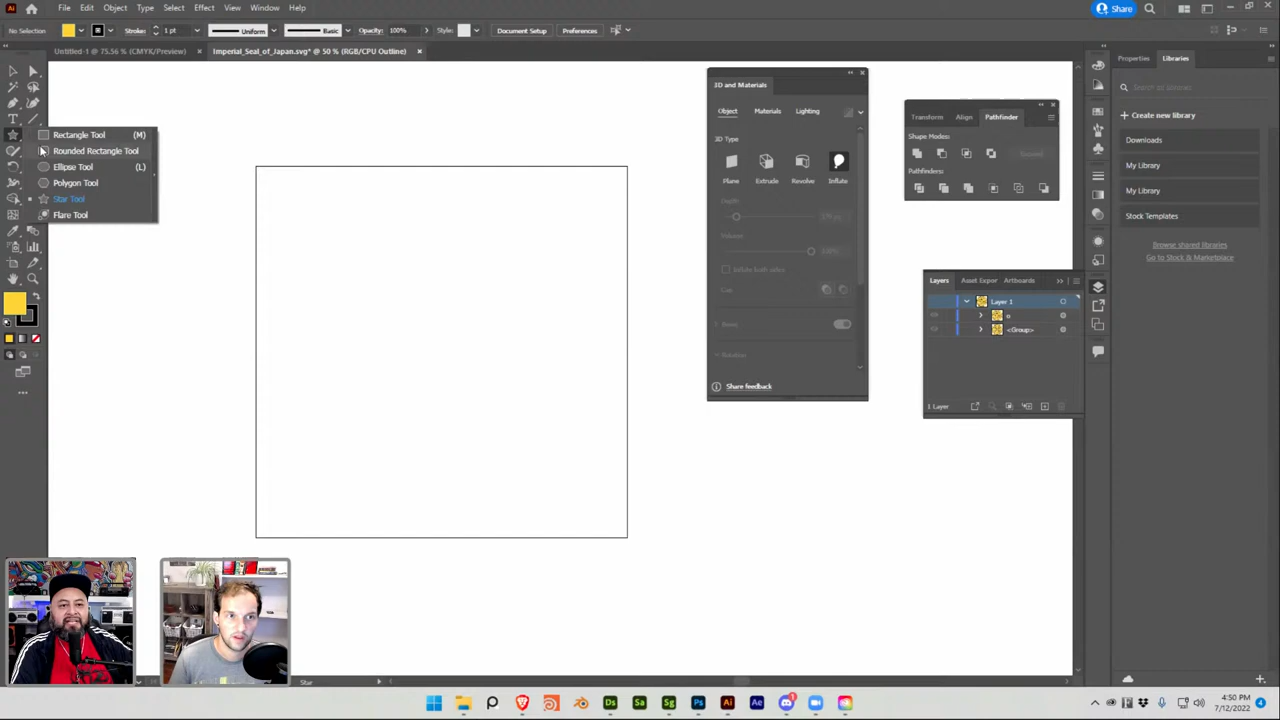 File Edit Object Type Select Effect View Window Help
Share
No Selection Stroke: 1 pt Uniform Basic Opacity: 100% Style: Document Setup Preferences
Untitled-1 @ 75.56 % (CMYK/Preview) × Imperial_Seal_of_Japan.svg* @ 50 % (RGB/CPU Outline) ×
Rectangle Tool (M)
Rounded Rectangle Tool
Ellipse Tool (L)
Polygon Tool
Star Tool
Flare Tool
3D and Materials
Object Materials Lighting
3D Type
Plane Extrude Revolve Inflate
Depth
Volume
Inflate both sides
Cap
Rotation
Share feedback
Transform Align Pathfinder
Shape Modes:
Expand
Pathfinders:
Layers Asset Expor Artboards
Layer 1
<Group>
1 Layer
Properties Libraries
Create new library
Downloads
My Library
My Library
Stock Templates
Browse shared libraries
Go to Stock & Marketplace
Star
4:50 PM
7/12/2022